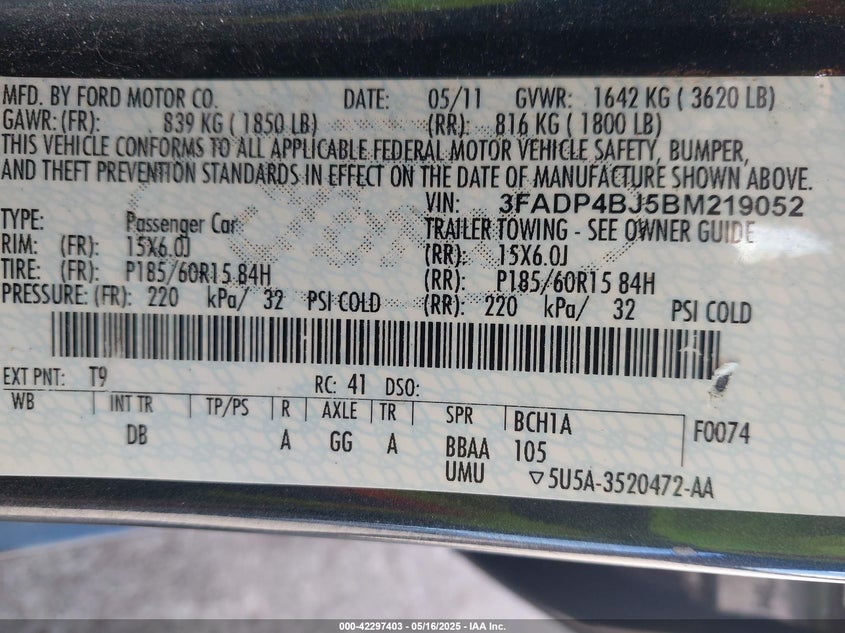 MFD. BY FORD MOTOR CO. DATE: 05/11 GVWR: 1642 KG ( 3620 LB)
GAWR: (FR): 839 KG ( 1850 LB) (RR): 816 KG ( 1800 LB)
THIS VEHICLE CONFORMS TO ALL APPLICABLE FEDERAL MOTOR VEHICLE SAFETY, BUMPER,
AND THEFT PREVENTION STANDARDS IN EFFECT ON THE DATE OF MANUFACTURE SHOWN ABOVE.
VIN: 3FADP4BJ5BM219052
TYPE: Passenger Car TRAILER TOWING - SEE OWNER GUIDE
RIM: (FR): 15X6.0J (RR): 15X6.0J
TIRE: (FR): P185/60R15 84H (RR): P185/60R15 84H
PRESSURE: (FR): 220 kPa/ 32 PSI COLD (RR): 220 kPa/ 32 PSI COLD
EXT PNT: T9 RC: 41 DSO:
WB INT TR TP/PS R AXLE TR SPR BCH1A F0074
DB A GG A BBAA 105
UMU ▽5U5A-3520472-AA
000-42297403 - 05/16/2025 - IAA Inc.